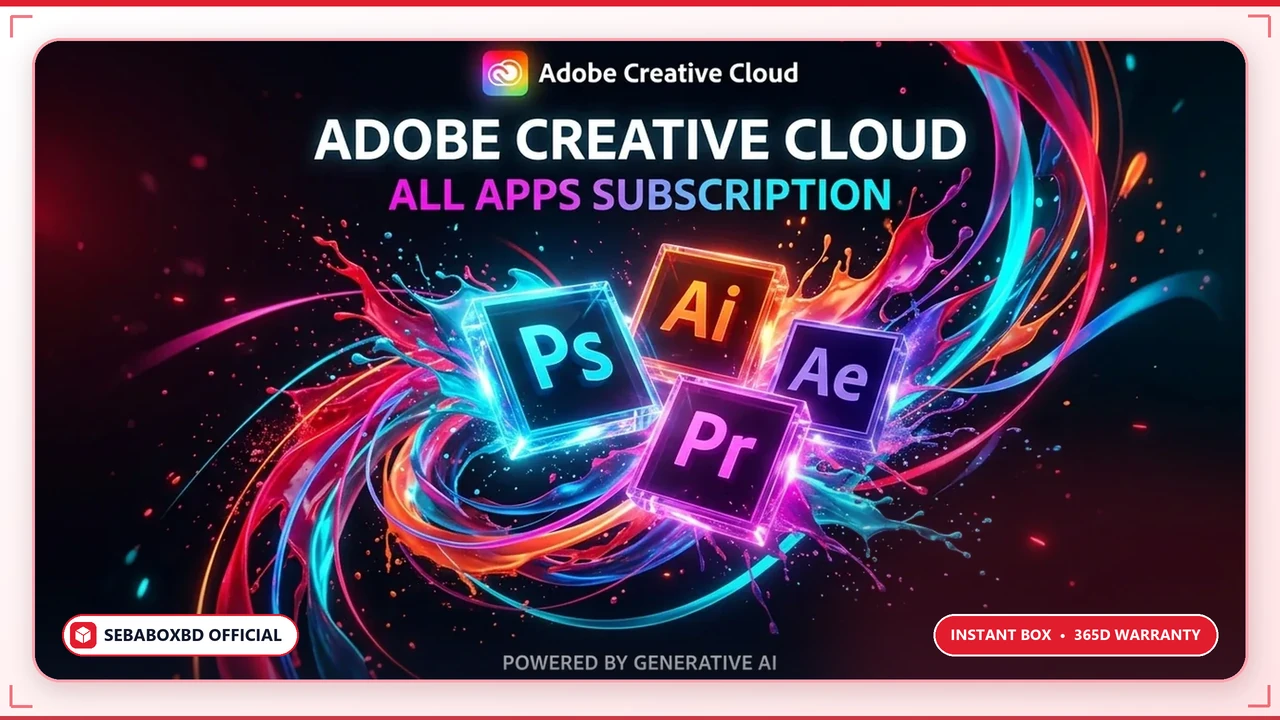 Adobe Creative Cloud
ADOBE CREATIVE CLOUD
ALL APPS SUBSCRIPTION
Ps
Ai
Ae
Pr
SEBABOXBD OFFICIAL
INSTANT BOX • 365D WARRANTY
POWERED BY GENERATIVE AI